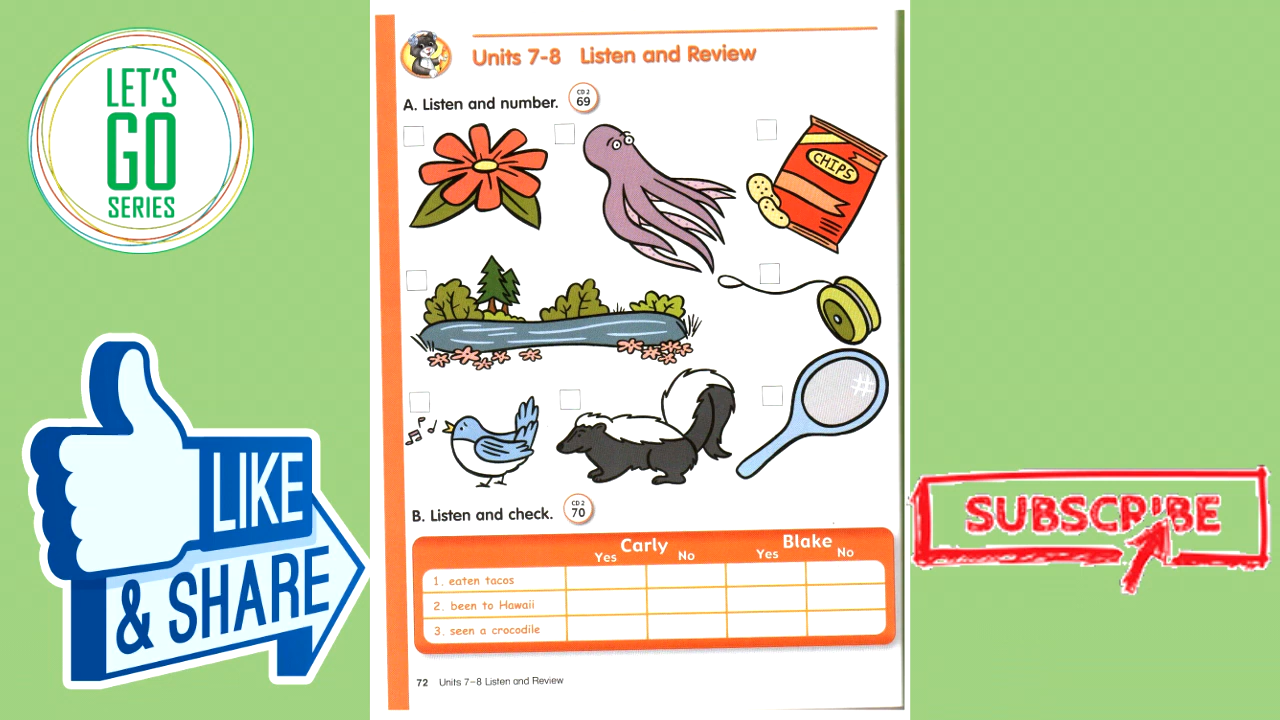 LET'S
GO
SERIES
LIKE
& SHARE
Units 7-8 Listen and Review
A. Listen and number.
CD 2
69
CHIPS
B. Listen and check.
CD 2
70
Carly Blake
Yes No Yes No
1. eaten tacos
2. been to Hawaii
3. seen a crocodile
72 Units 7–8 Listen and Review
SUBSCRIBE